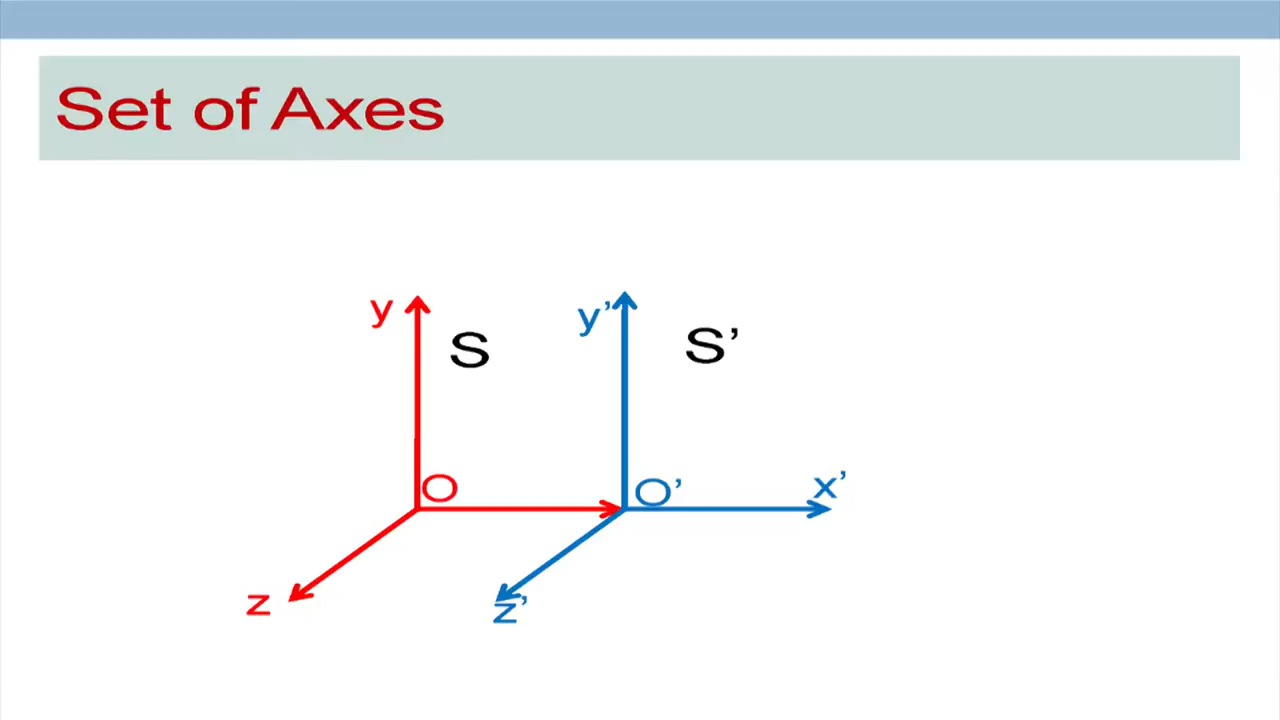 Set of Axes
y
S
y’
S’
O
O’
x’
z
z’